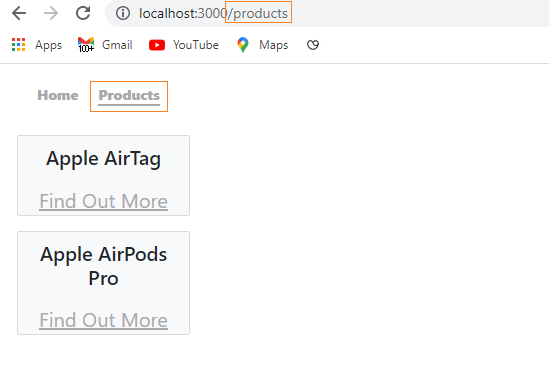 localhost:3000/products
Apps 100+ Gmail YouTube Maps
Home Products
Apple AirTag
Find Out More
Apple AirPods
Pro
Find Out More